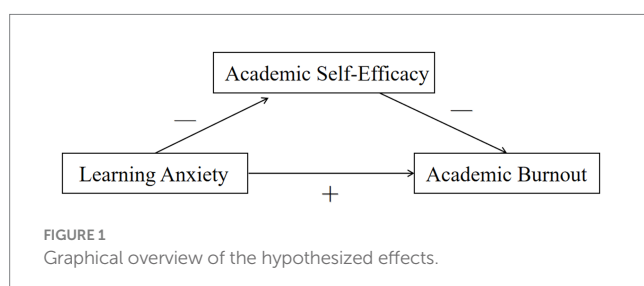 Academic Self-Efficacy
— —
Learning Anxiety Academic Burnout
+
FIGURE 1
Graphical overview of the hypothesized effects.